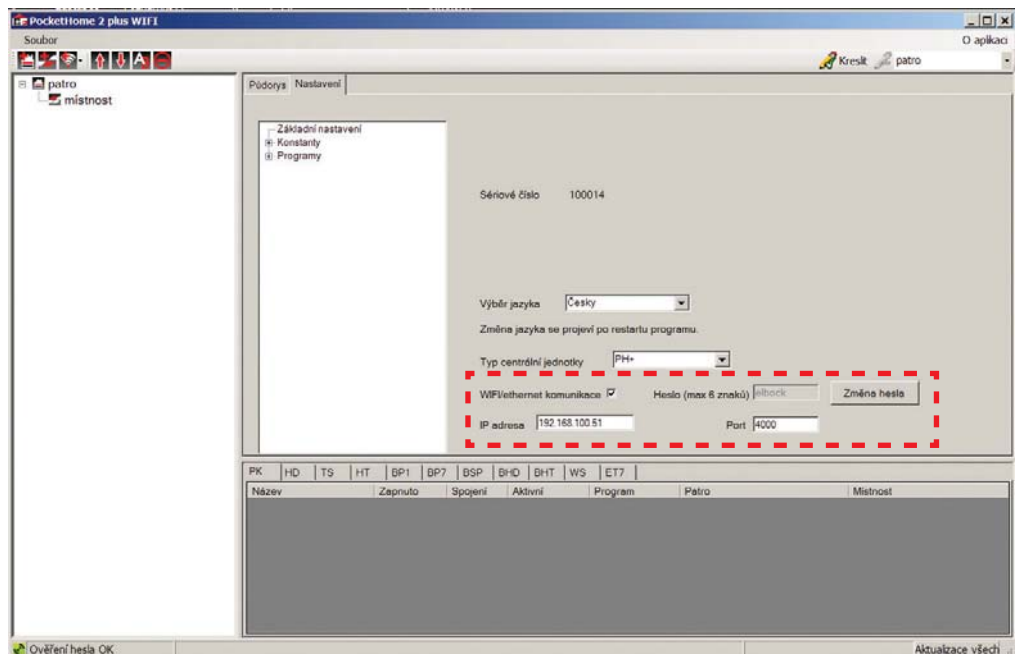 PocketHome 2 plus WIFI
Soubor
O aplikaci
Kreslit
patro
patro
místnost
Půdorys Nastavení
Základní nastavení
Konstanty
Programy
Sériové číslo 100014
Výběr jazyka Česky
Změna jazyka se projeví po restartu programu.
Typ centrální jednotky PH+
WIFI/ethernet komunikace Heslo (max 6 znaků) elbock Změna hesla
IP adresa 192.168.100.51 Port 4000
PK HD TS HT BP1 BP7 BSP BHD BHT WS ET7
Název Zapnuto Spojení Aktivní Program Patro Místnost
Ověření hesla OK
Aktualizace všech